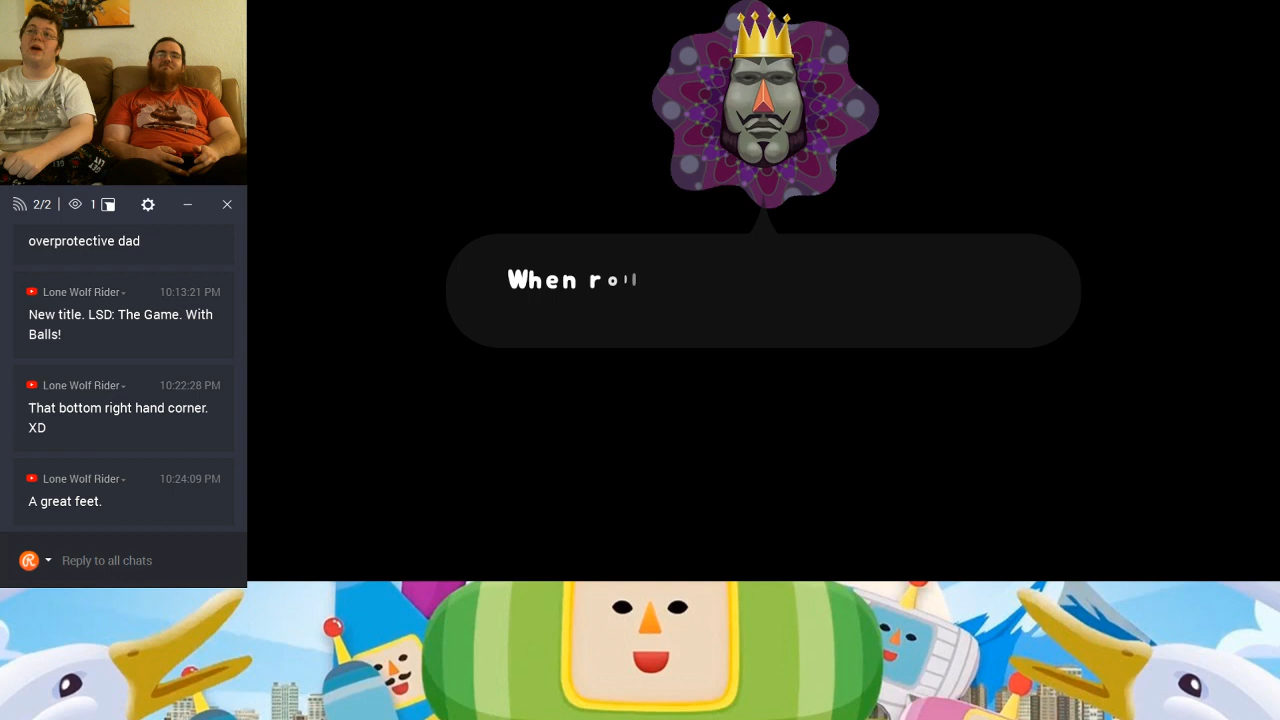 2/2
1
overprotective dad
Lone Wolf Rider
10:13:21 PM
New title. LSD: The Game. With
Balls!
Lone Wolf Rider
10:22:28 PM
That bottom right hand corner.
XD
Lone Wolf Rider
10:24:09 PM
A great feet.
Reply to all chats
When roll